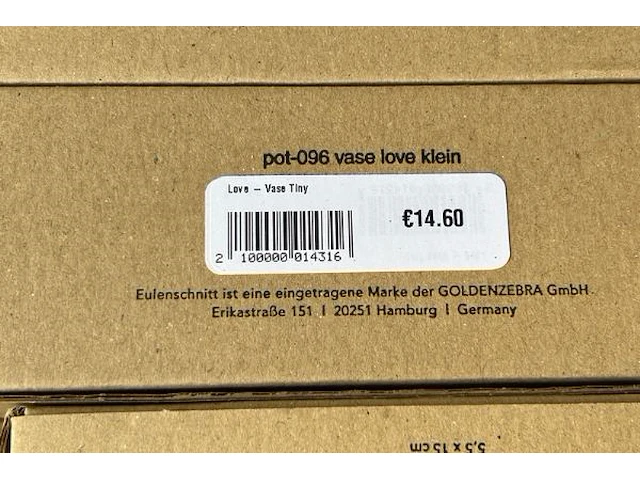 pot-096 vase love klein
Love – Vase Tiny
€14.60
2 100000 014316
Eulenschnitt ist eine eingetragene Marke der GOLDENZEBRA GmbH
Erikastraße 151 | 20251 Hamburg | Germany
5,5 x 15 cm